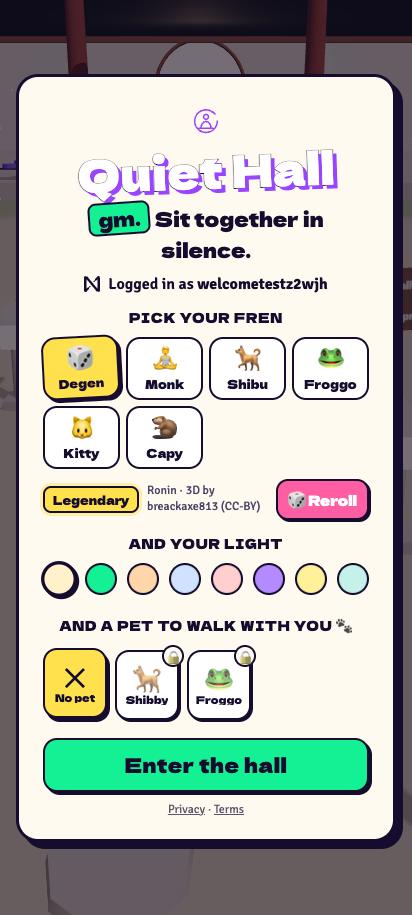 Quiet Hall
gm. Sit together in
silence.
Logged in as welcometestz2wjh
PICK YOUR FREN
Degen Monk Shibu Froggo
Kitty Capy
Legendary Ronin · 3D by
breackaxe813 (CC-BY) Reroll
AND YOUR LIGHT
AND A PET TO WALK WITH YOU
No pet Shibby Froggo
Enter the hall
Privacy · Terms